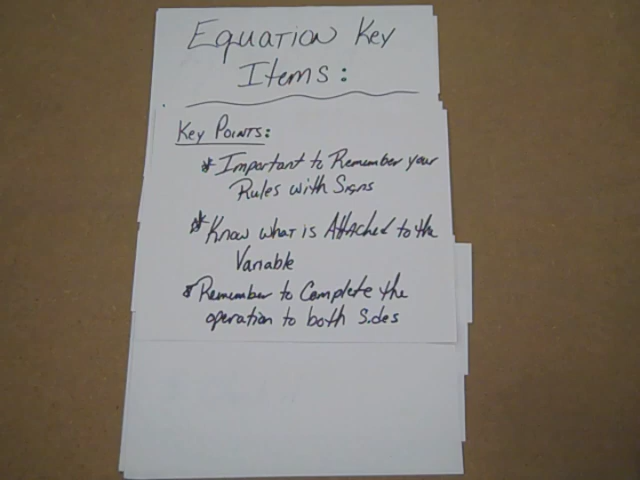 Equation Key
Items:
Key Points:
* Important to Remember your
Rules with Signs
* Know what is Attached to the
Variable
* Remember to Complete the
operation to both Sides